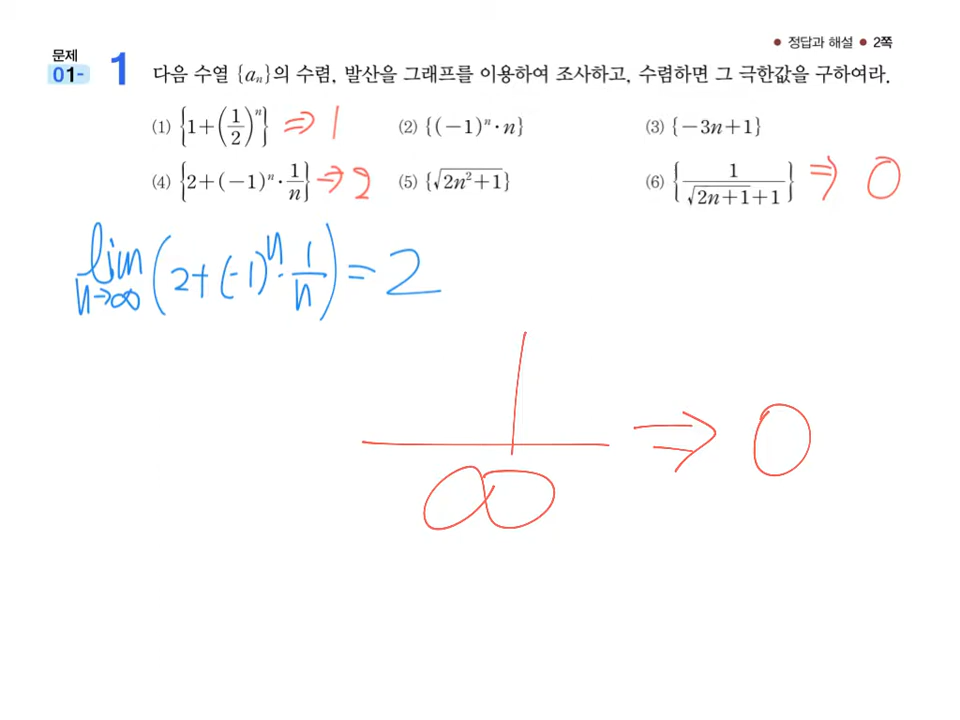 ● 정답과 해설 ● 2쪽
문제 01- 1 다음 수열 {aₙ}의 수렴, 발산을 그래프를 이용하여 조사하고, 수렴하면 그 극한값을 구하여라.
(1) {1+(1/2)ⁿ} ⇒ 1 (2) {(−1)ⁿ·n} (3) {−3n+1}
(4) {2+(−1)ⁿ·1/n} ⇒ 2 (5) {√(2n²+1)} (6) {1/(√(2n+1)+1)} ⇒ 0
lim n→∞ (2+(-1)ⁿ·1/n) = 2
1/∞ ⇒ 0